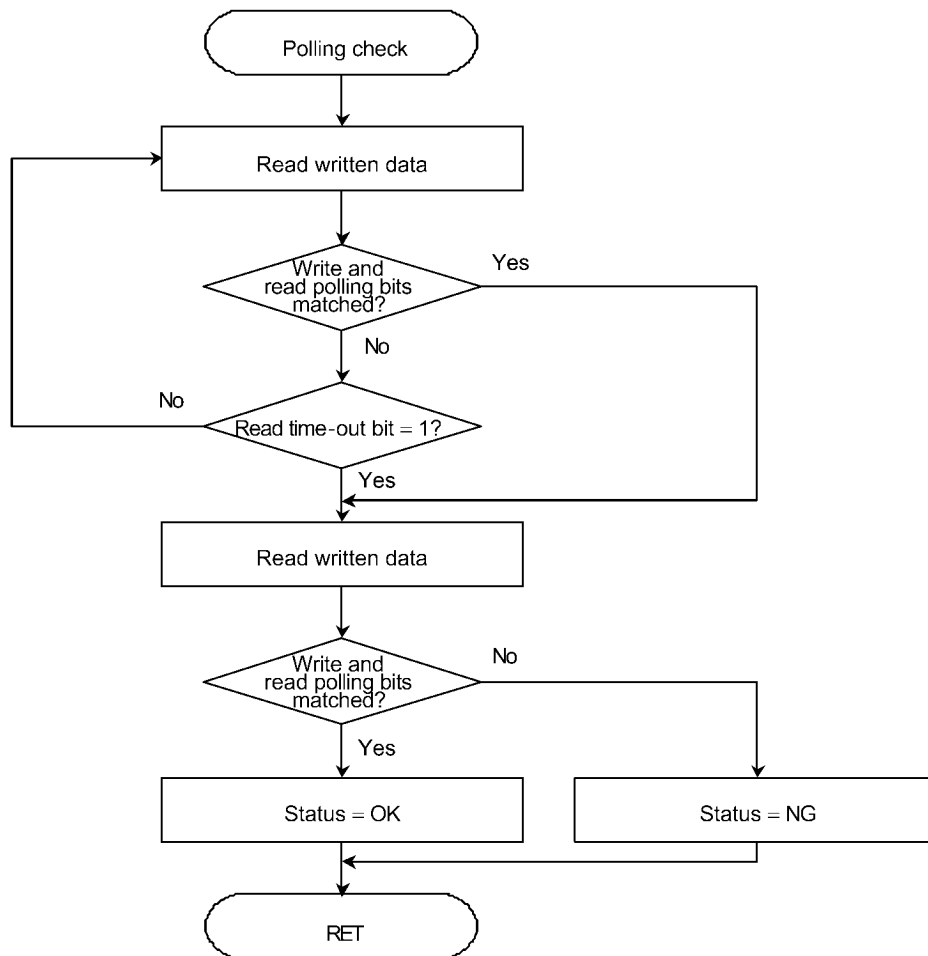 Polling check
Read written data
Write and
read polling bits
matched?
Yes
No
No
Read time-out bit = 1?
Yes
Read written data
Write and
read polling bits
matched?
No
Yes
Status = OK
Status = NG
RET